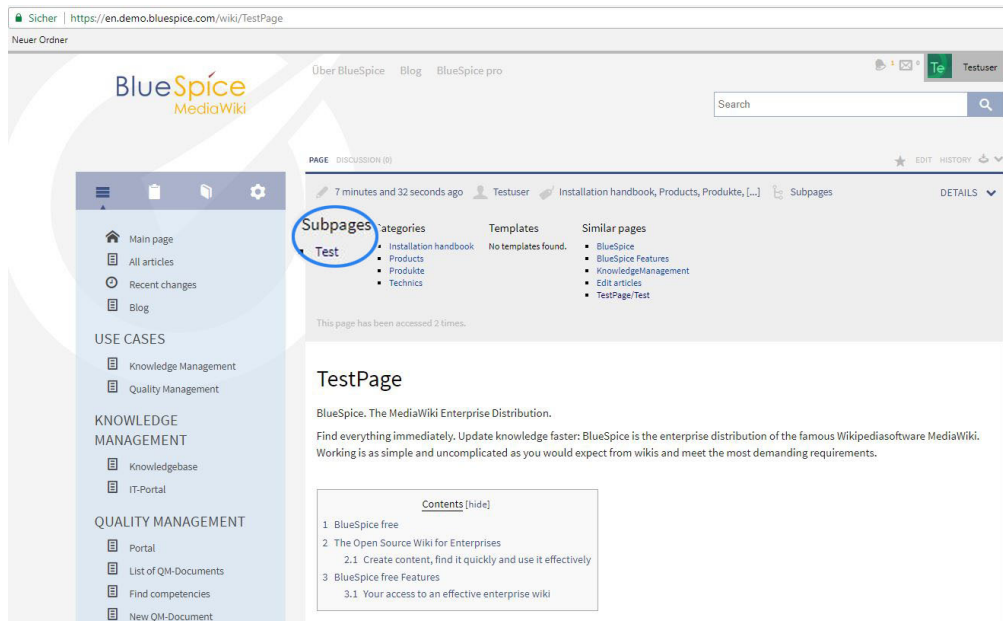 Sicher | https://en.demo.bluespice.com/wiki/TestPage
Neuer Ordner
BlueSpice
MediaWiki
Über BlueSpice Blog BlueSpice pro
1 0 Te Testuser
Search
PAGE DISCUSSION (0)
EDIT HISTORY
7 minutes and 32 seconds ago Testuser Installation handbook, Products, Produkte, [...] Subpages DETAILS
Subpages
Test
Categories
Installation handbook
Products
Produkte
Technics
Templates
No templates found.
Similar pages
BlueSpice
BlueSpice Features
KnowledgeManagement
Edit articles
TestPage/Test
This page has been accessed 2 times.
Main page
All articles
Recent changes
Blog
USE CASES
Knowledge Management
Quality Management
KNOWLEDGE
MANAGEMENT
Knowledgebase
IT-Portal
QUALITY MANAGEMENT
Portal
List of QM-Documents
Find competencies
New QM-Document
TestPage
BlueSpice. The MediaWiki Enterprise Distribution.
Find everything immediately. Update knowledge faster: BlueSpice is the enterprise distribution of the famous Wikipediasoftware MediaWiki.
Working is as simple and uncomplicated as you would expect from wikis and meet the most demanding requirements.
Contents [hide]
1 BlueSpice free
2 The Open Source Wiki for Enterprises
2.1 Create content, find it quickly and use it effectively
3 BlueSpice free Features
3.1 Your access to an effective enterprise wiki